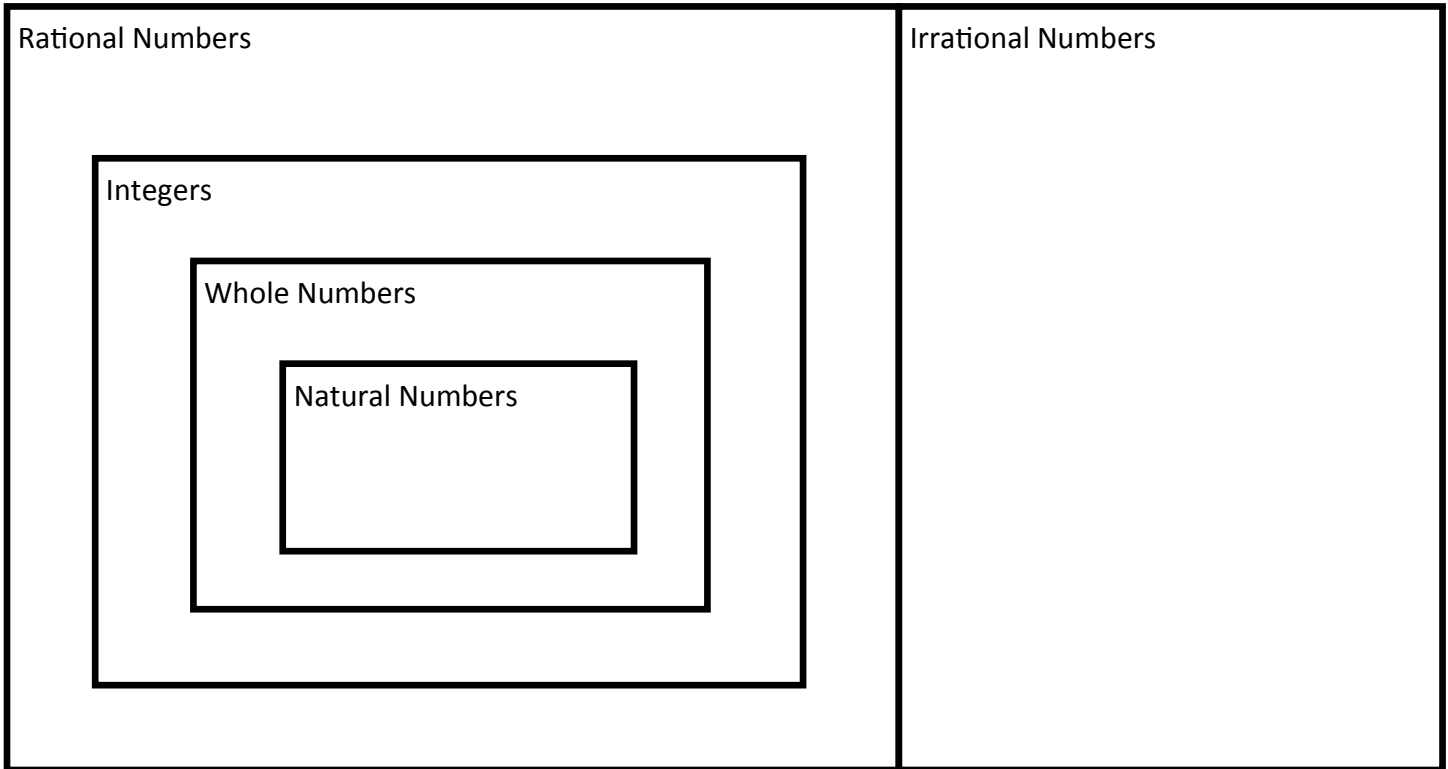 Rational Numbers
Irrational Numbers
Integers
Whole Numbers
Natural Numbers